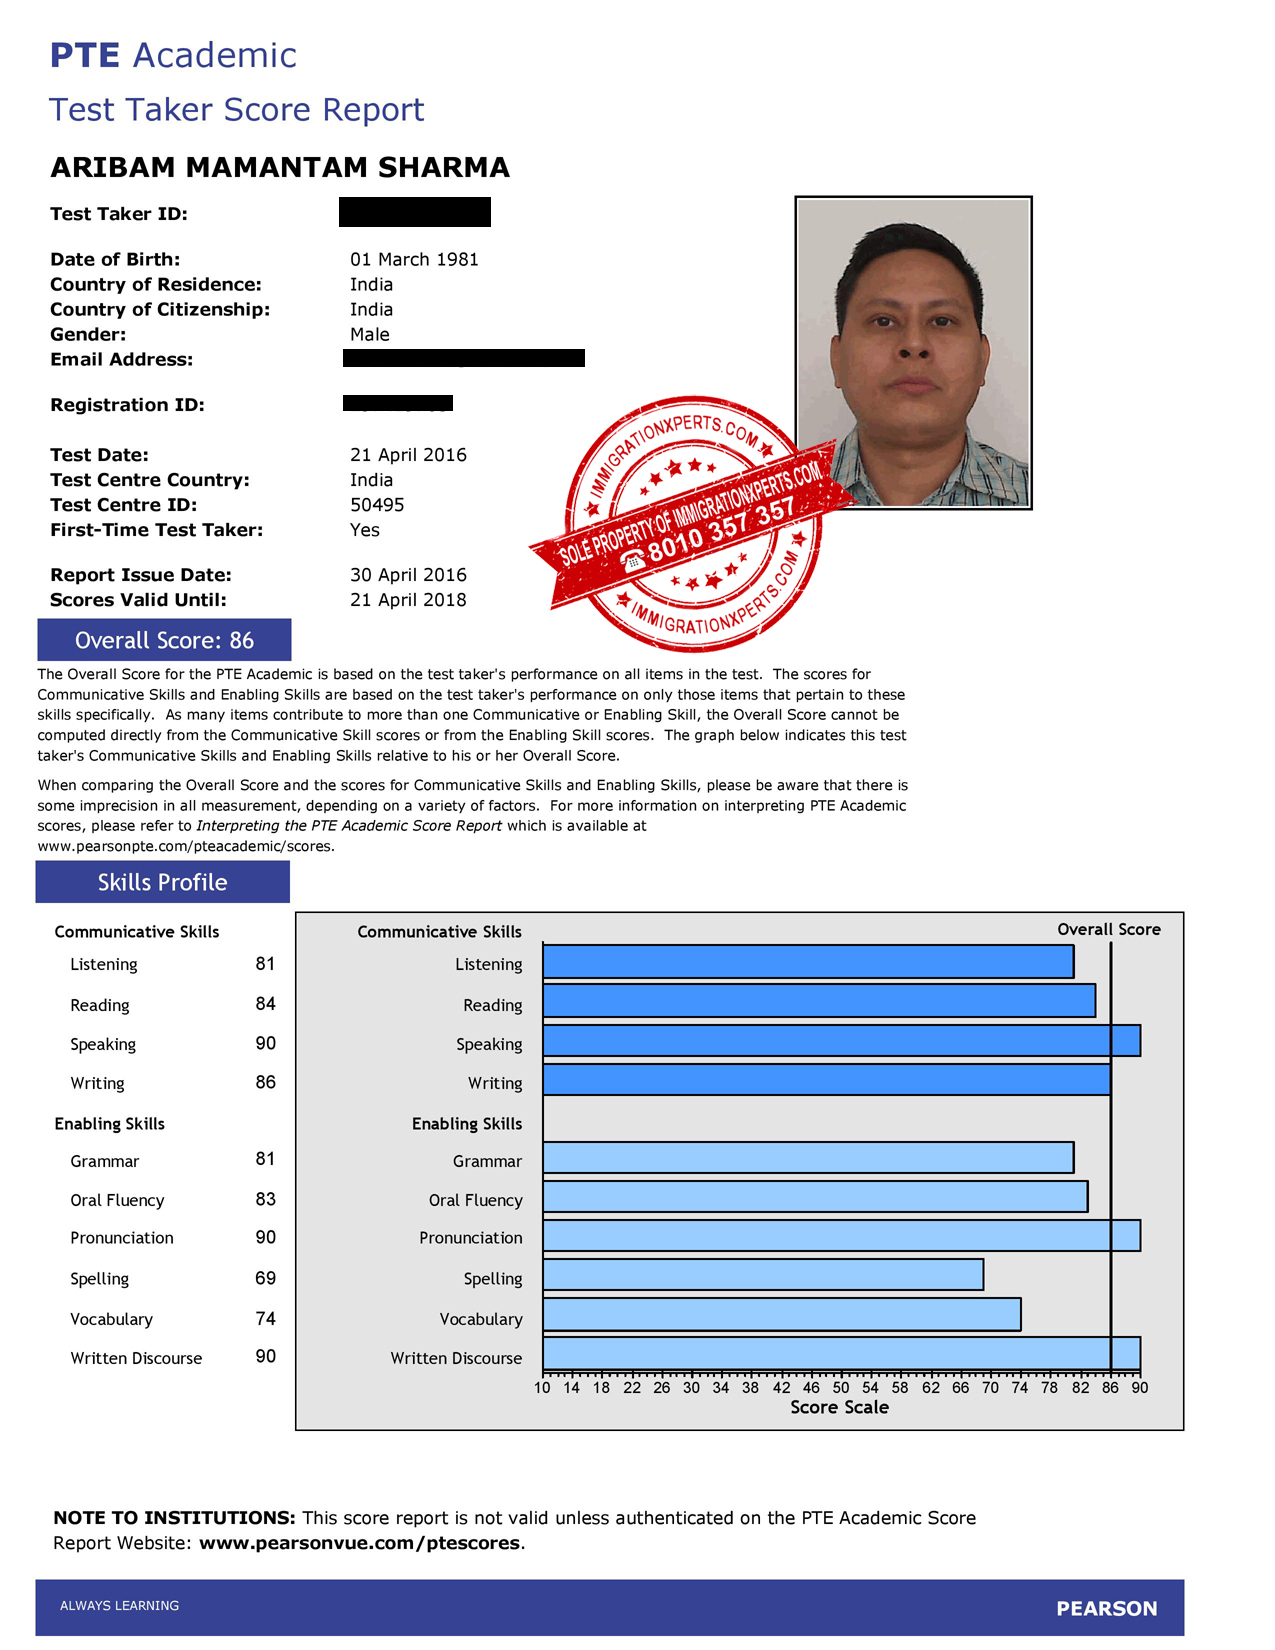 PTE Academic
Test Taker Score Report
ARIBAM MAMANTAM SHARMA
Test Taker ID:
Date of Birth: 01 March 1981
Country of Residence: India
Country of Citizenship: India
Gender: Male
Email Address:
Registration ID:
Test Date: 21 April 2016
Test Centre Country: India
Test Centre ID: 50495
First-Time Test Taker: Yes
Report Issue Date: 30 April 2016
Scores Valid Until: 21 April 2018
IMMIGRATIONXPERTS.COM
SOLE PROPERTY OF IMMIGRATIONXPERTS.COM
8010 357 357
IMMIGRATIONXPERTS.COM
Overall Score: 86
The Overall Score for the PTE Academic is based on the test taker's performance on all items in the test. The scores for
Communicative Skills and Enabling Skills are based on the test taker's performance on only those items that pertain to these
skills specifically. As many items contribute to more than one Communicative or Enabling Skill, the Overall Score cannot be
computed directly from the Communicative Skill scores or from the Enabling Skill scores. The graph below indicates this test
taker's Communicative Skills and Enabling Skills relative to his or her Overall Score.
When comparing the Overall Score and the scores for Communicative Skills and Enabling Skills, please be aware that there is
some imprecision in all measurement, depending on a variety of factors. For more information on interpreting PTE Academic
scores, please refer to Interpreting the PTE Academic Score Report which is available at
www.pearsonpte.com/pteacademic/scores.
Skills Profile
Communicative Skills
Listening 81
Reading 84
Speaking 90
Writing 86
Enabling Skills
Grammar 81
Oral Fluency 83
Pronunciation 90
Spelling 69
Vocabulary 74
Written Discourse 90
Communicative Skills
Overall Score
Listening
Reading
Speaking
Writing
Enabling Skills
Grammar
Oral Fluency
Pronunciation
Spelling
Vocabulary
Written Discourse
10 14 18 22 26 30 34 38 42 46 50 54 58 62 66 70 74 78 82 86 90
Score Scale
NOTE TO INSTITUTIONS: This score report is not valid unless authenticated on the PTE Academic Score
Report Website: www.pearsonvue.com/ptescores.
ALWAYS LEARNING
PEARSON